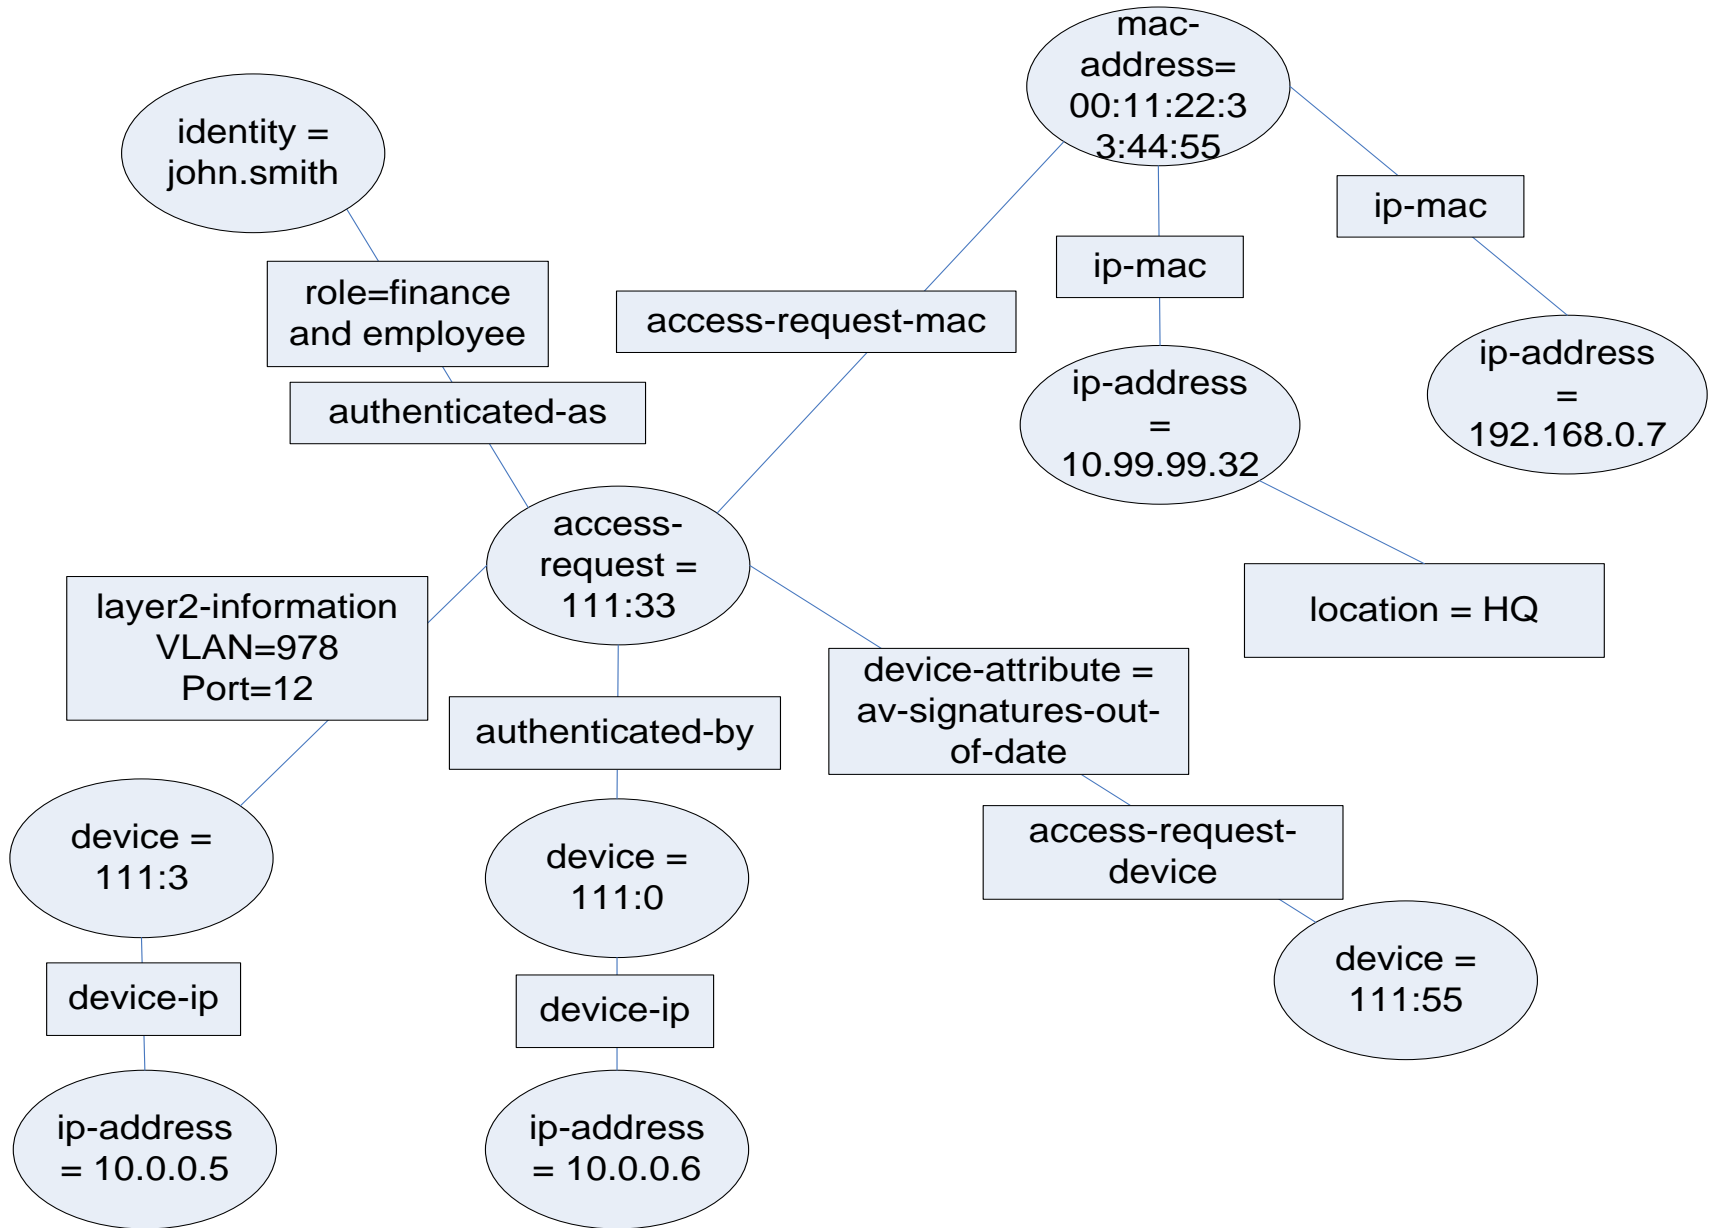 mac-
address=
00:11:22:3
3:44:55
identity =
john.smith
ip-mac
ip-mac
role=finance
and employee
access-request-mac
authenticated-as
ip-address
=
10.99.99.32
ip-address
=
192.168.0.7
access-
request =
111:33
layer2-information
VLAN=978
Port=12
location = HQ
authenticated-by
device-attribute =
av-signatures-out-
of-date
device =
111:3
device =
111:0
access-request-
device
device =
111:55
device-ip
device-ip
ip-address
= 10.0.0.5
ip-address
= 10.0.0.6